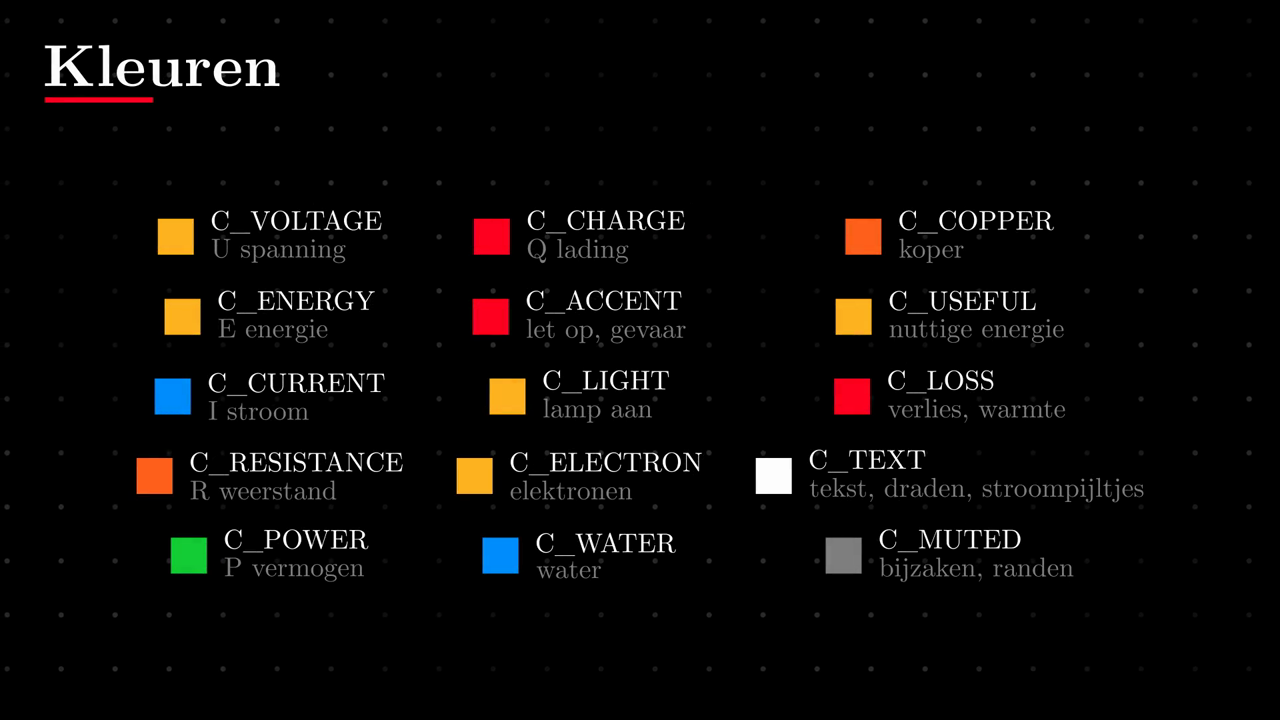 Kleuren
C_VOLTAGE
U spanning
C_ENERGY
E energie
C_CURRENT
I stroom
C_RESISTANCE
R weerstand
C_POWER
P vermogen
C_CHARGE
Q lading
C_ACCENT
let op, gevaar
C_LIGHT
lamp aan
C_ELECTRON
elektronen
C_WATER
water
C_COPPER
koper
C_USEFUL
nuttige energie
C_LOSS
verlies, warmte
C_TEXT
tekst, draden, stroompijltjes
C_MUTED
bijzaken, randen